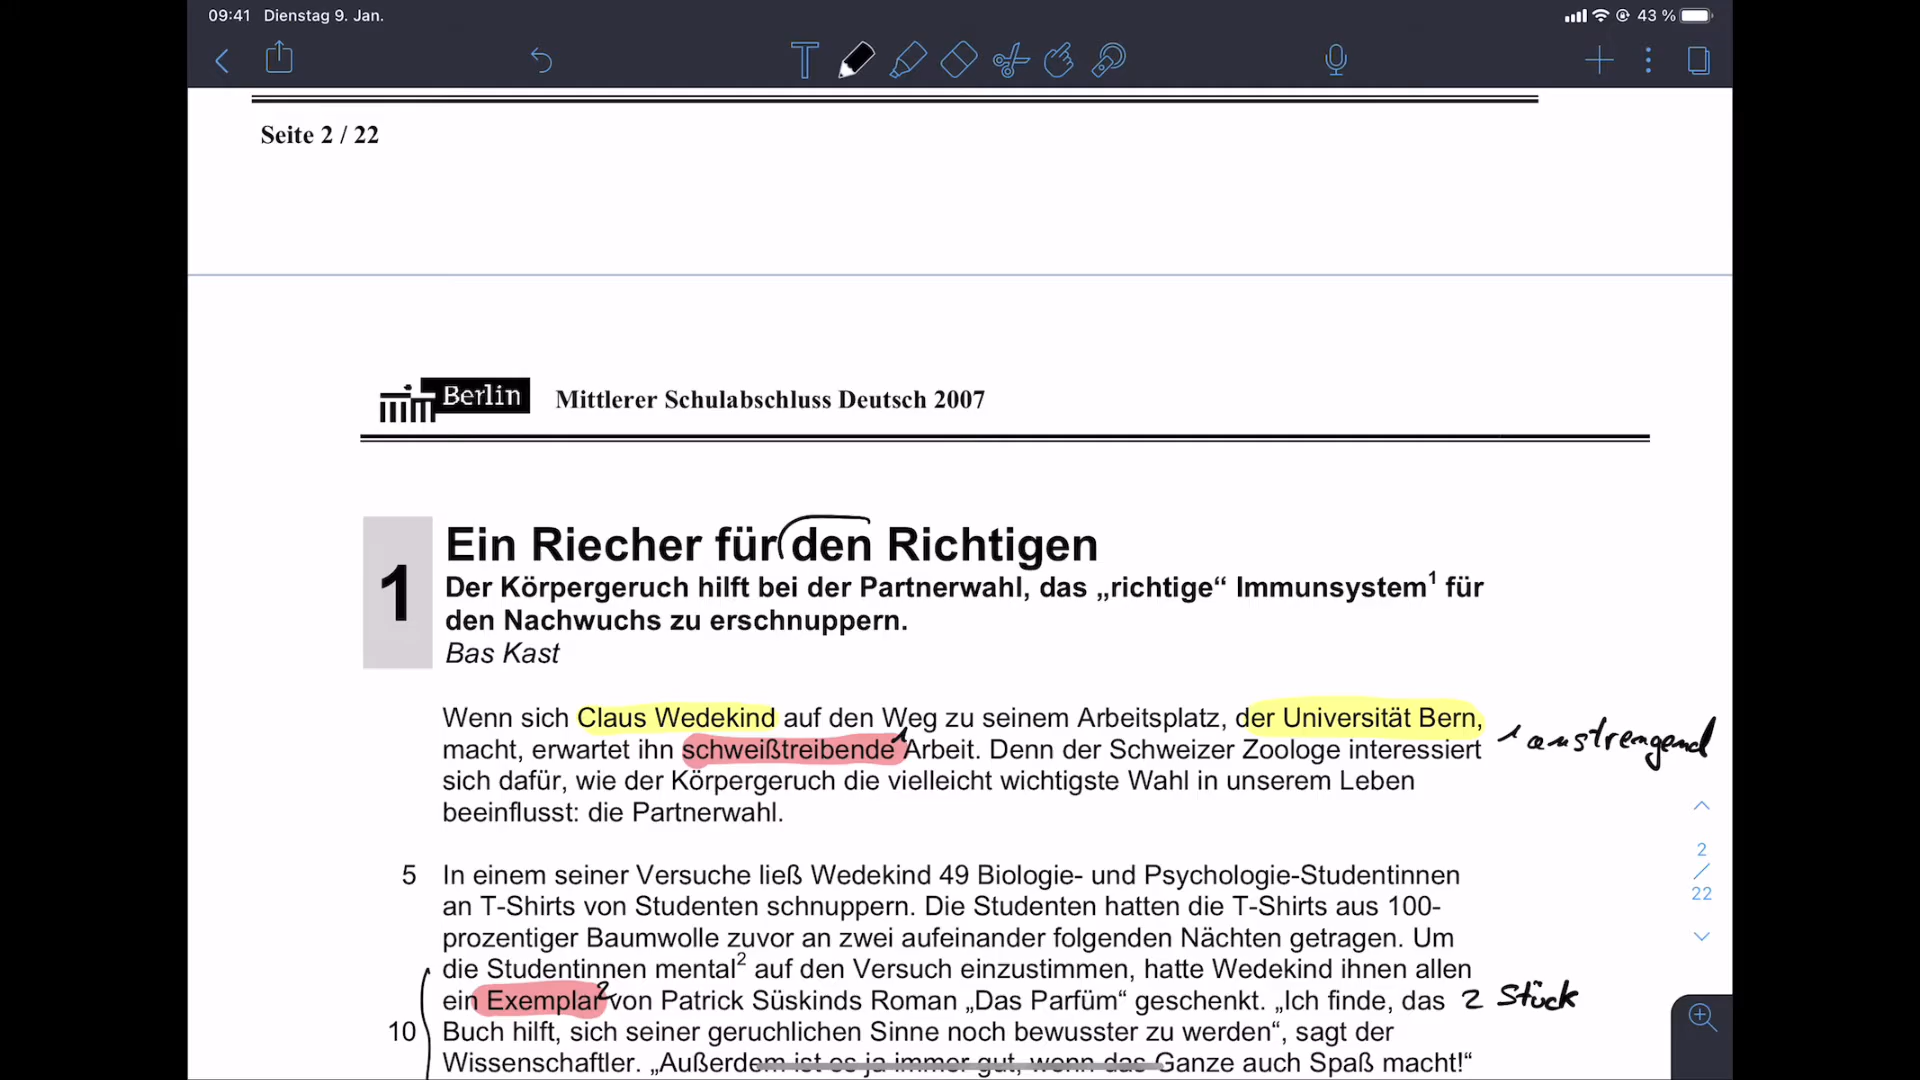 09:41 Dienstag 9. Jan.
43 %
Seite 2 / 22
Berlin Mittlerer Schulabschluss Deutsch 2007
1
Ein Riecher für den Richtigen
Der Körpergeruch hilft bei der Partnerwahl, das „richtige“ Immunsystem¹ für
den Nachwuchs zu erschnuppern.
Bas Kast
Wenn sich Claus Wedekind auf den Weg zu seinem Arbeitsplatz, der Universität Bern,
macht, erwartet ihn schweißtreibende¹ Arbeit. Denn der Schweizer Zoologe interessiert
1 anstrengend
sich dafür, wie der Körpergeruch die vielleicht wichtigste Wahl in unserem Leben
beeinflusst: die Partnerwahl.
5 In einem seiner Versuche ließ Wedekind 49 Biologie- und Psychologie-Studentinnen
an T-Shirts von Studenten schnuppern. Die Studenten hatten die T-Shirts aus 100-
prozentiger Baumwolle zuvor an zwei aufeinander folgenden Nächten getragen. Um
die Studentinnen mental² auf den Versuch einzustimmen, hatte Wedekind ihnen allen
ein Exemplar² von Patrick Süskinds Roman „Das Parfüm“ geschenkt. „Ich finde, das
2 Stück
10 Buch hilft, sich seiner geruchlichen Sinne noch bewusster zu werden“, sagt der
Wissenschaftler. „Außerdem ist es ja immer gut, wenn das Ganze auch Spaß macht!“
2
/
22